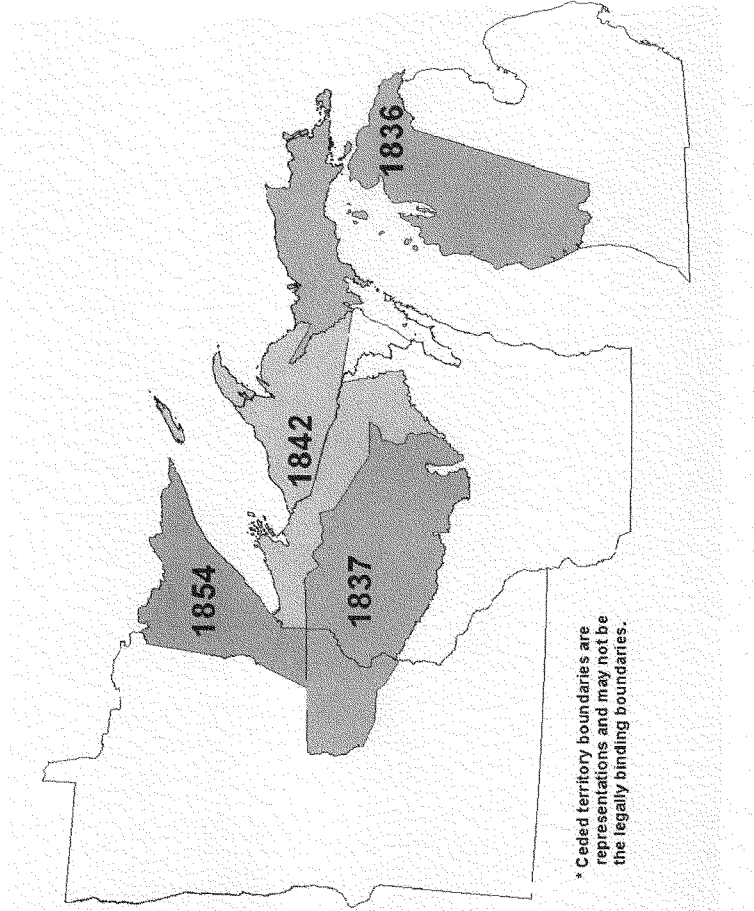 1854
1842
1837
1836
* Ceded territory boundaries are
representations and may not be
the legally binding boundaries.